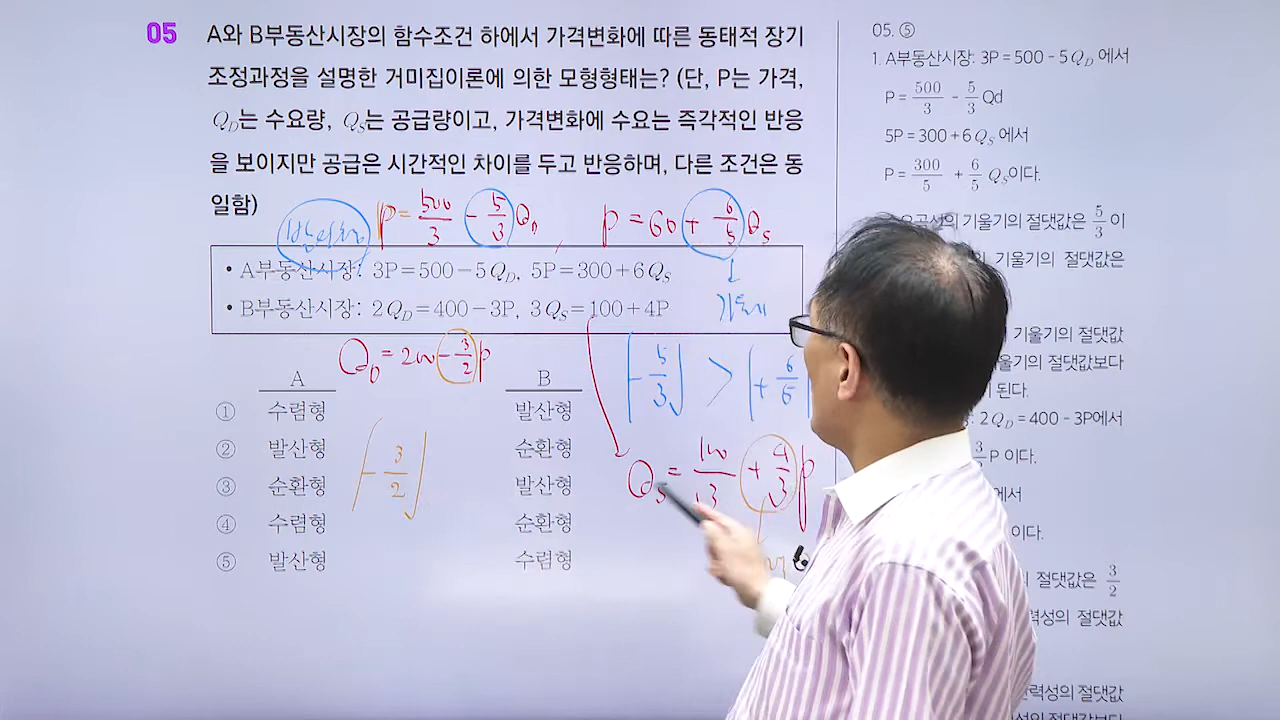 05 A와 B부동산시장의 함수조건 하에서 가격변화에 따른 동태적 장기
조정과정을 설명한 거미집이론에 의한 모형형태는? (단, P는 가격,
Q_D는 수요량, Q_S는 공급량이고, 가격변화에 수요는 즉각적인 반응
을 보이지만 공급은 시간적인 차이를 두고 반응하며, 다른 조건은 동
일함)
P = 500/3 - 5/3 Q_D , P = 60 + 6/5 Q_S
• A부동산시장: 3P=500-5Q_D, 5P=300+6Q_S
• B부동산시장: 2Q_D=400-3P, 3Q_S=100+4P
기울기
Q_D = 200 - 3/2 P
|-5/3| > |+6/5|
A B
① 수렴형 발산형
② 발산형 순환형
③ 순환형 발산형
④ 수렴형 순환형
⑤ 발산형 수렴형
|-3/2|
Q_S = 100/3 + 4/3 P
05. ⑤
1. A부동산시장: 3P = 500 - 5Q_D 에서
P = 500/3 - 5/3 Qd
5P = 300 + 6Q_S 에서
P = 300/5 + 6/5 Q_S이다.
기울기의 절댓값은 5/3 이
기울기의 절댓값은
기울기의 절댓값
울기의 절댓값보다
된다.
2Q_D = 400 - 3P에서
P 이다.
에서
이다.
절댓값은 3/2
력성의 절댓값
탄력성의 절댓값